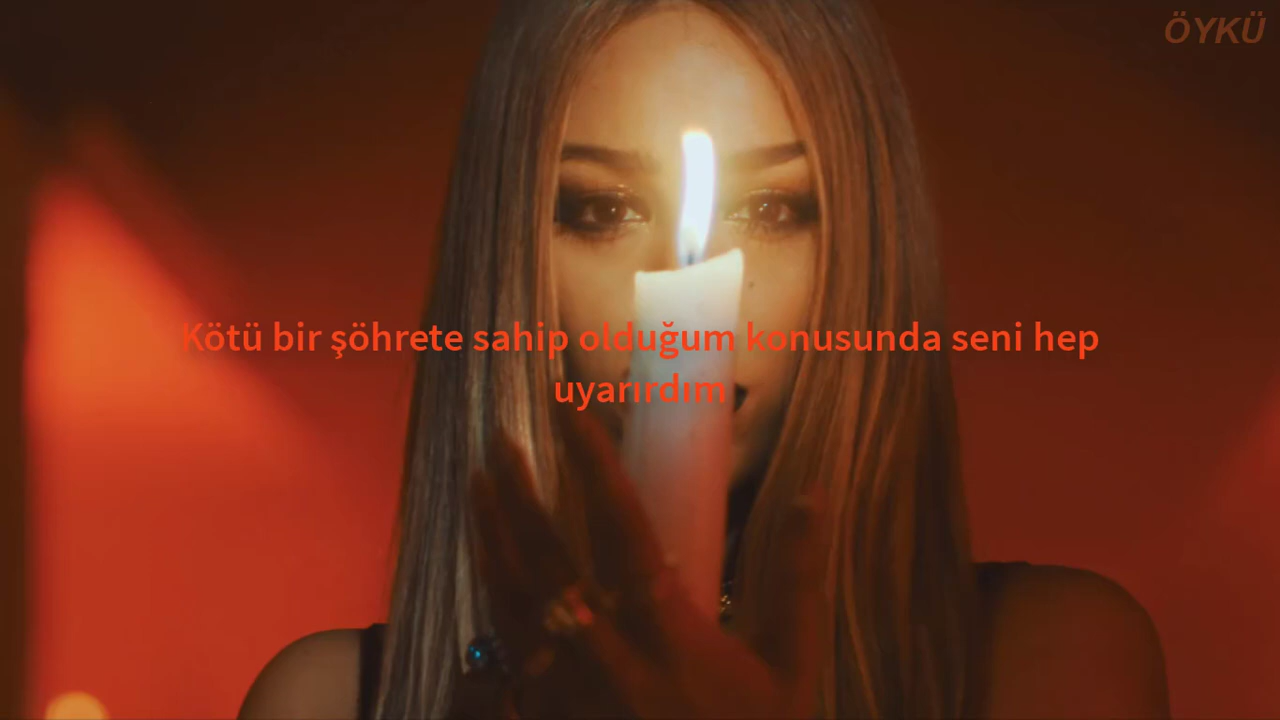 ÖYKÜ
Kötü bir şöhrete sahip olduğum konusunda seni hep
uyarırdım